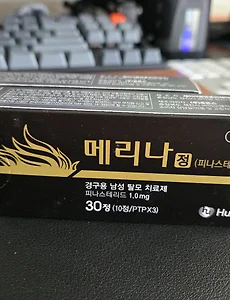 메리나정 (피나스테
경구용 남성 탈모 치료제
피나스테리드 1.0mg
30정 (10정/PTPX3)
Hu